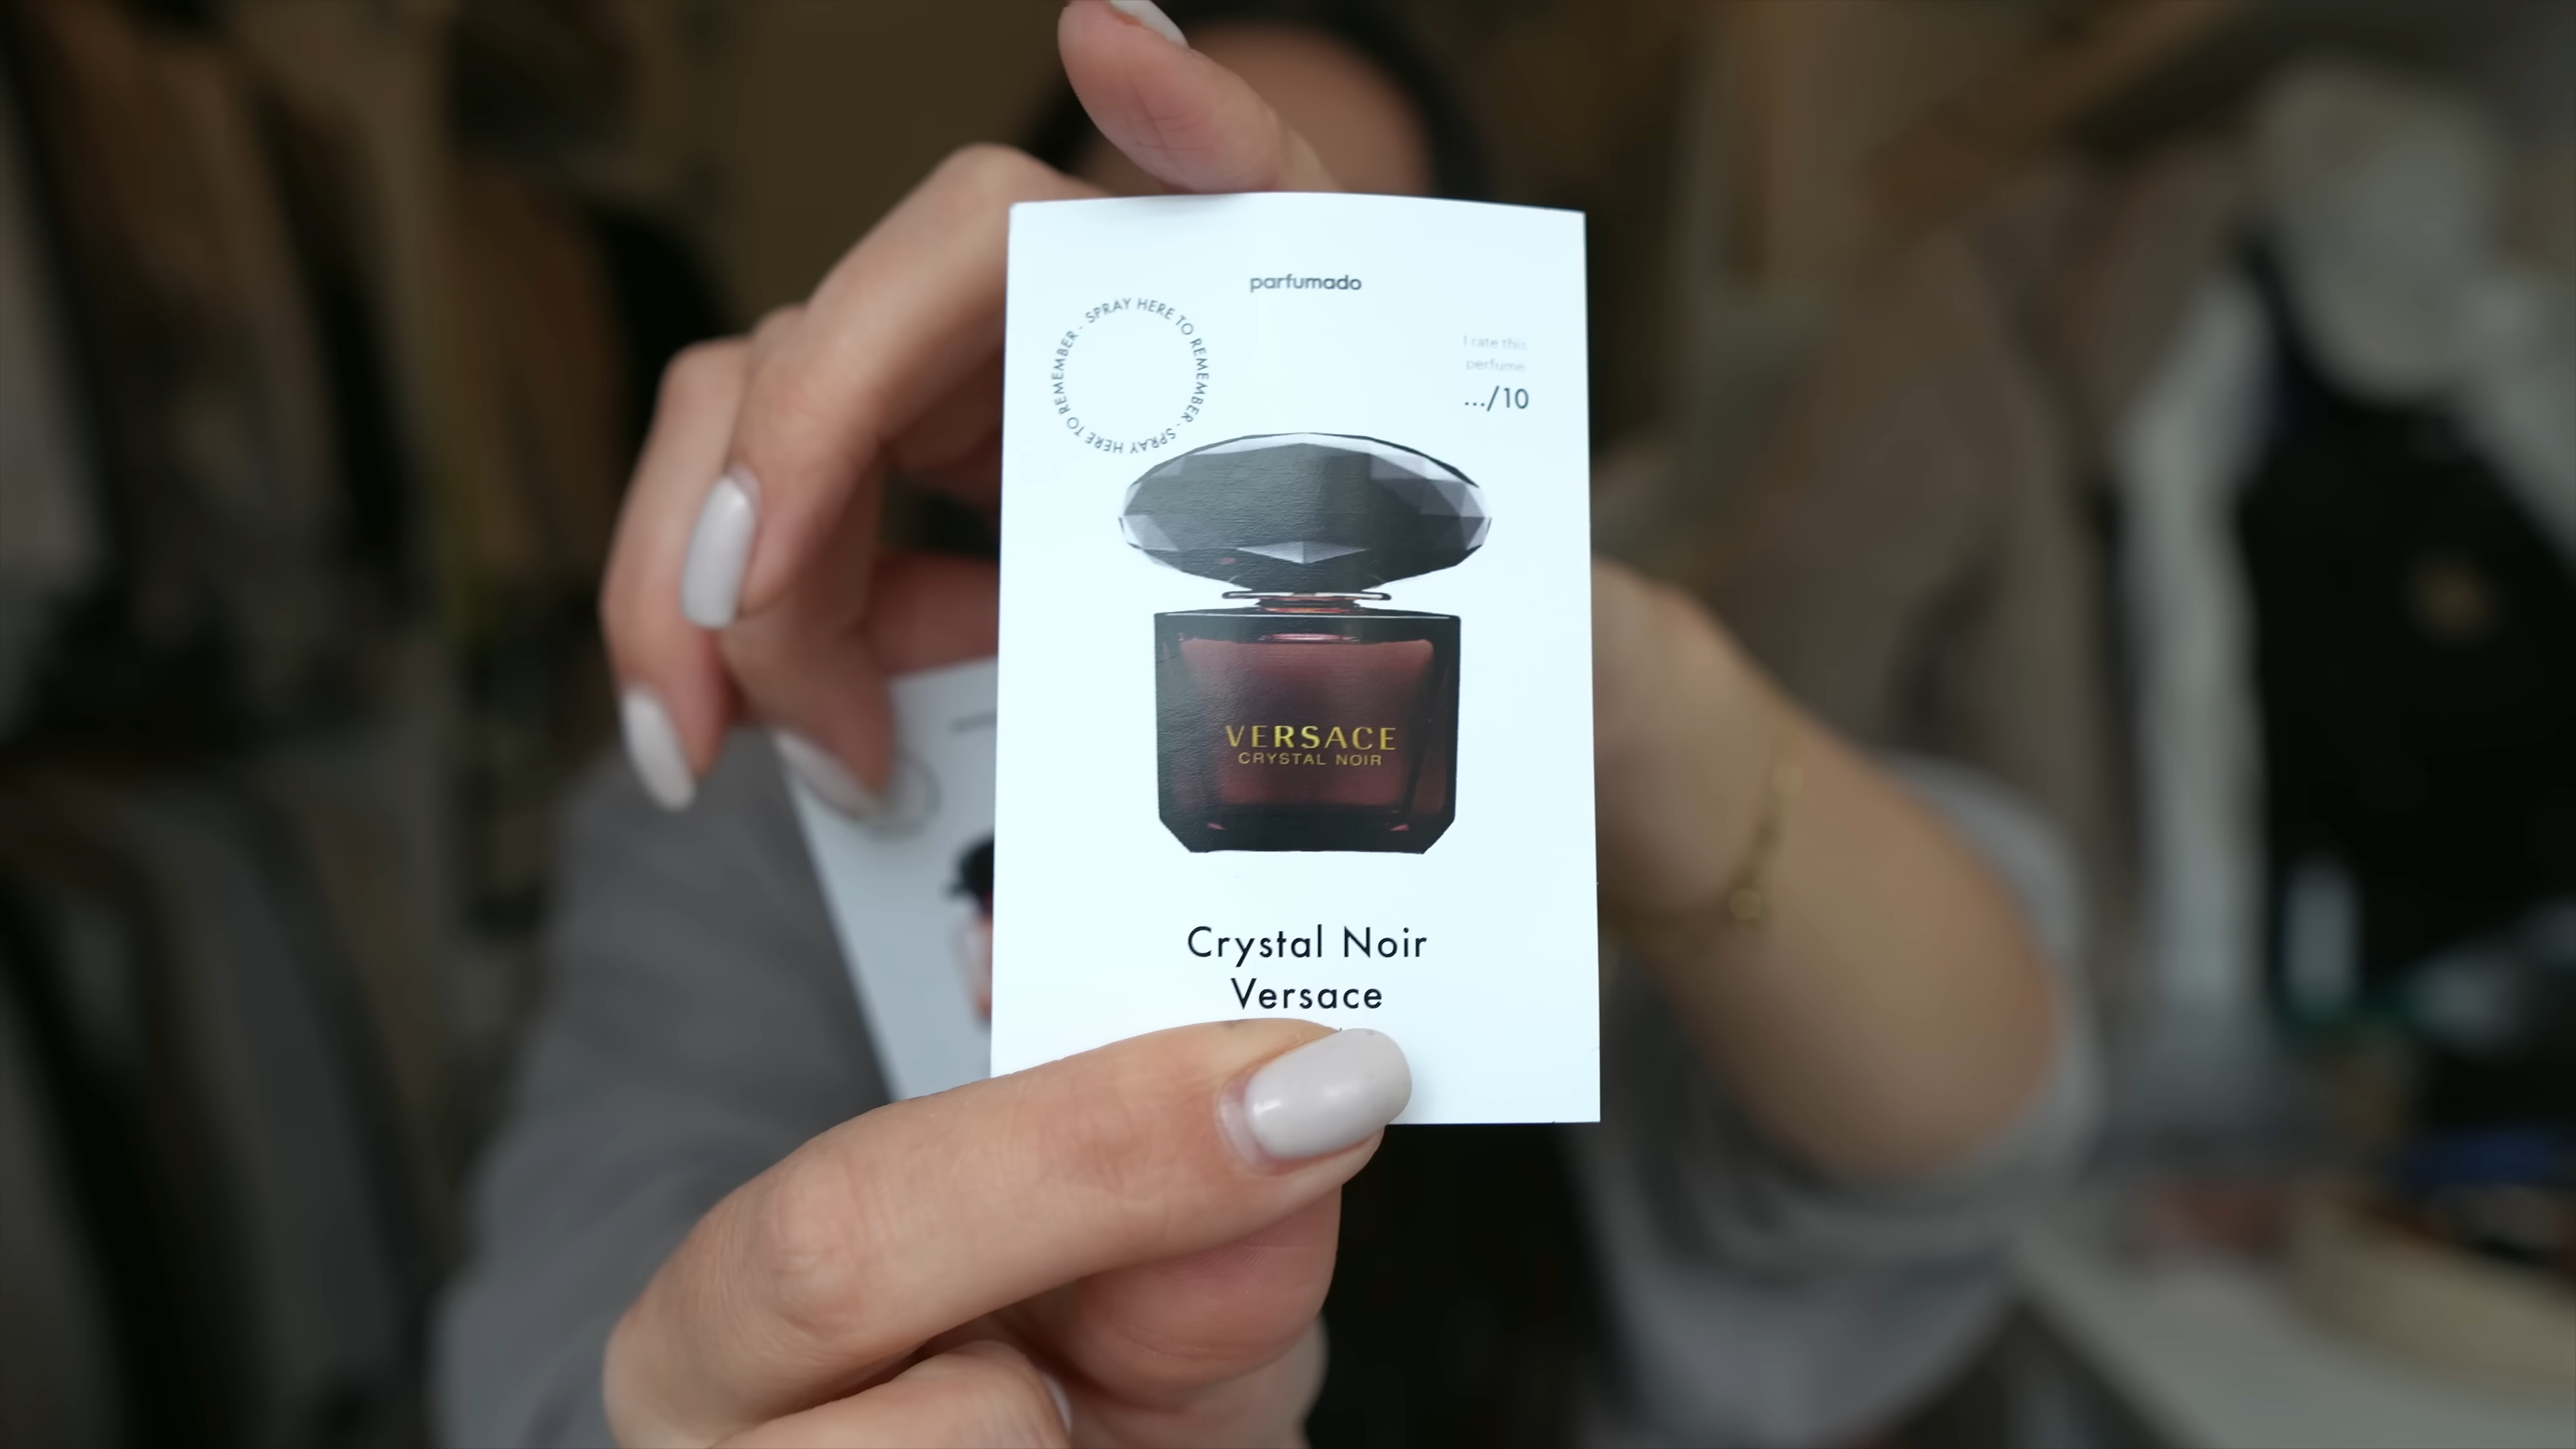 parfumado
SPRAY HERE TO REMEMBER - SPRAY HERE TO REMEMBER -
I rate this
perfume
.../10
VERSACE
CRYSTAL NOIR
Crystal Noir
Versace